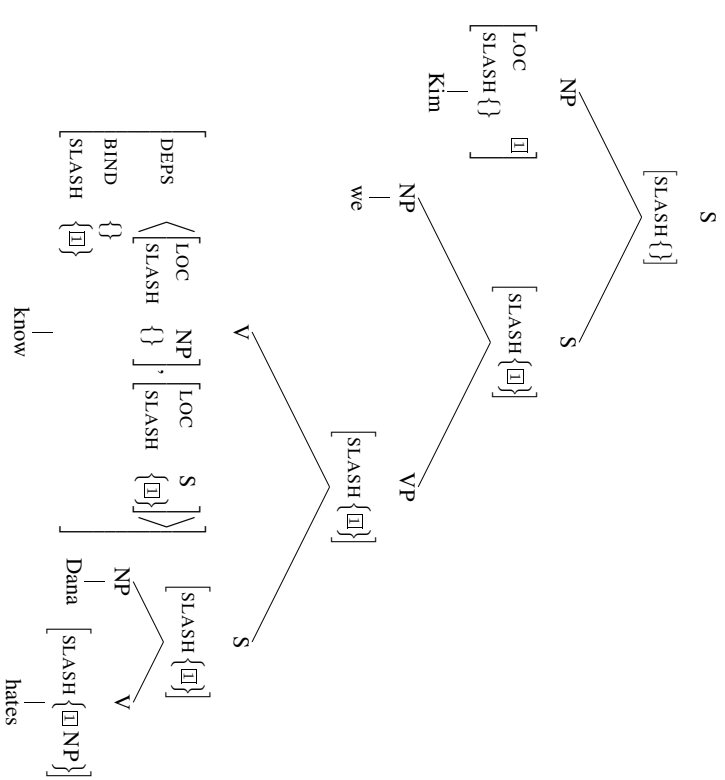 S
[SLASH {}]
NP
[LOC [1]
SLASH {}]
Kim
S
[SLASH {[1]}]
NP
we
VP
[SLASH {[1]}]
V
[DEPS ⟨[LOC NP
SLASH {}], [LOC S
SLASH {[1]}]⟩
BIND {}
SLASH {[1]}]
know
S
[SLASH {[1]}]
NP
Dana
V
[SLASH {[1] NP}]
hates